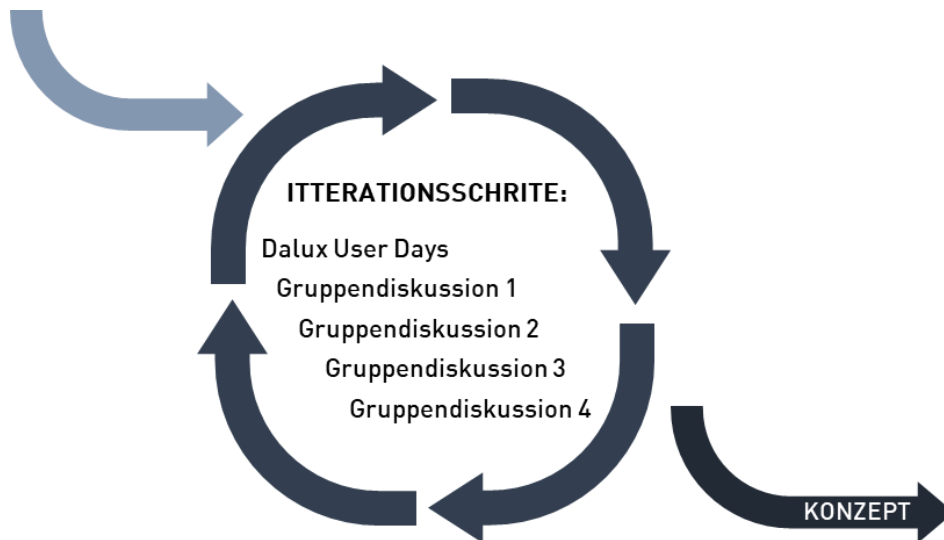 ITTERATIONSSCHRITE:
Dalux User Days
Gruppendiskussion 1
Gruppendiskussion 2
Gruppendiskussion 3
Gruppendiskussion 4
KONZEPT